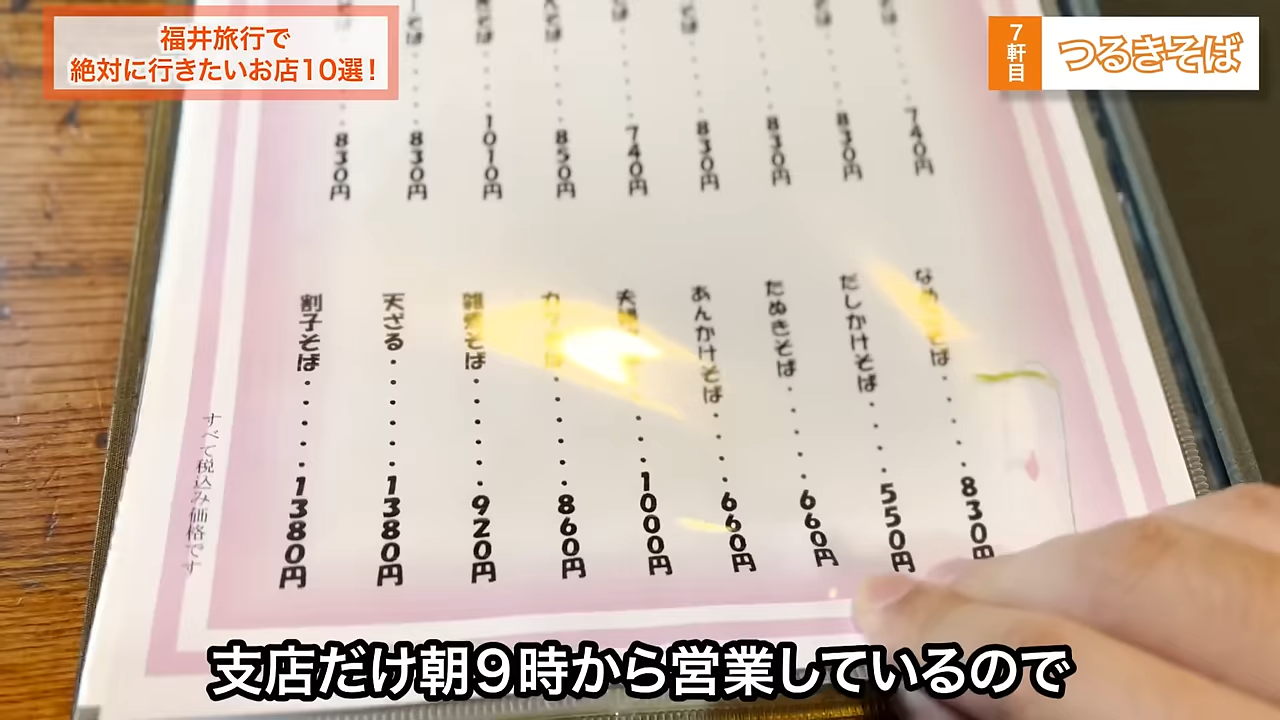 福井旅行で
絶対に行きたいお店10選!
7軒目
つるきそば
740円
830円
830円
830円
740円
850円
1010円
830円
830円
そば・・・・830円
だしかけそば・・・・550円
たぬきそば・・・・・660円
あんかけそば・・・・660円
・・・・1000円
そば・・・・・860円
そば・・・・・920円
天ざる・・・・・・1380円
割子そば・・・・・1380円
すべて税込み価格です
支店だけ朝9時から営業しているので